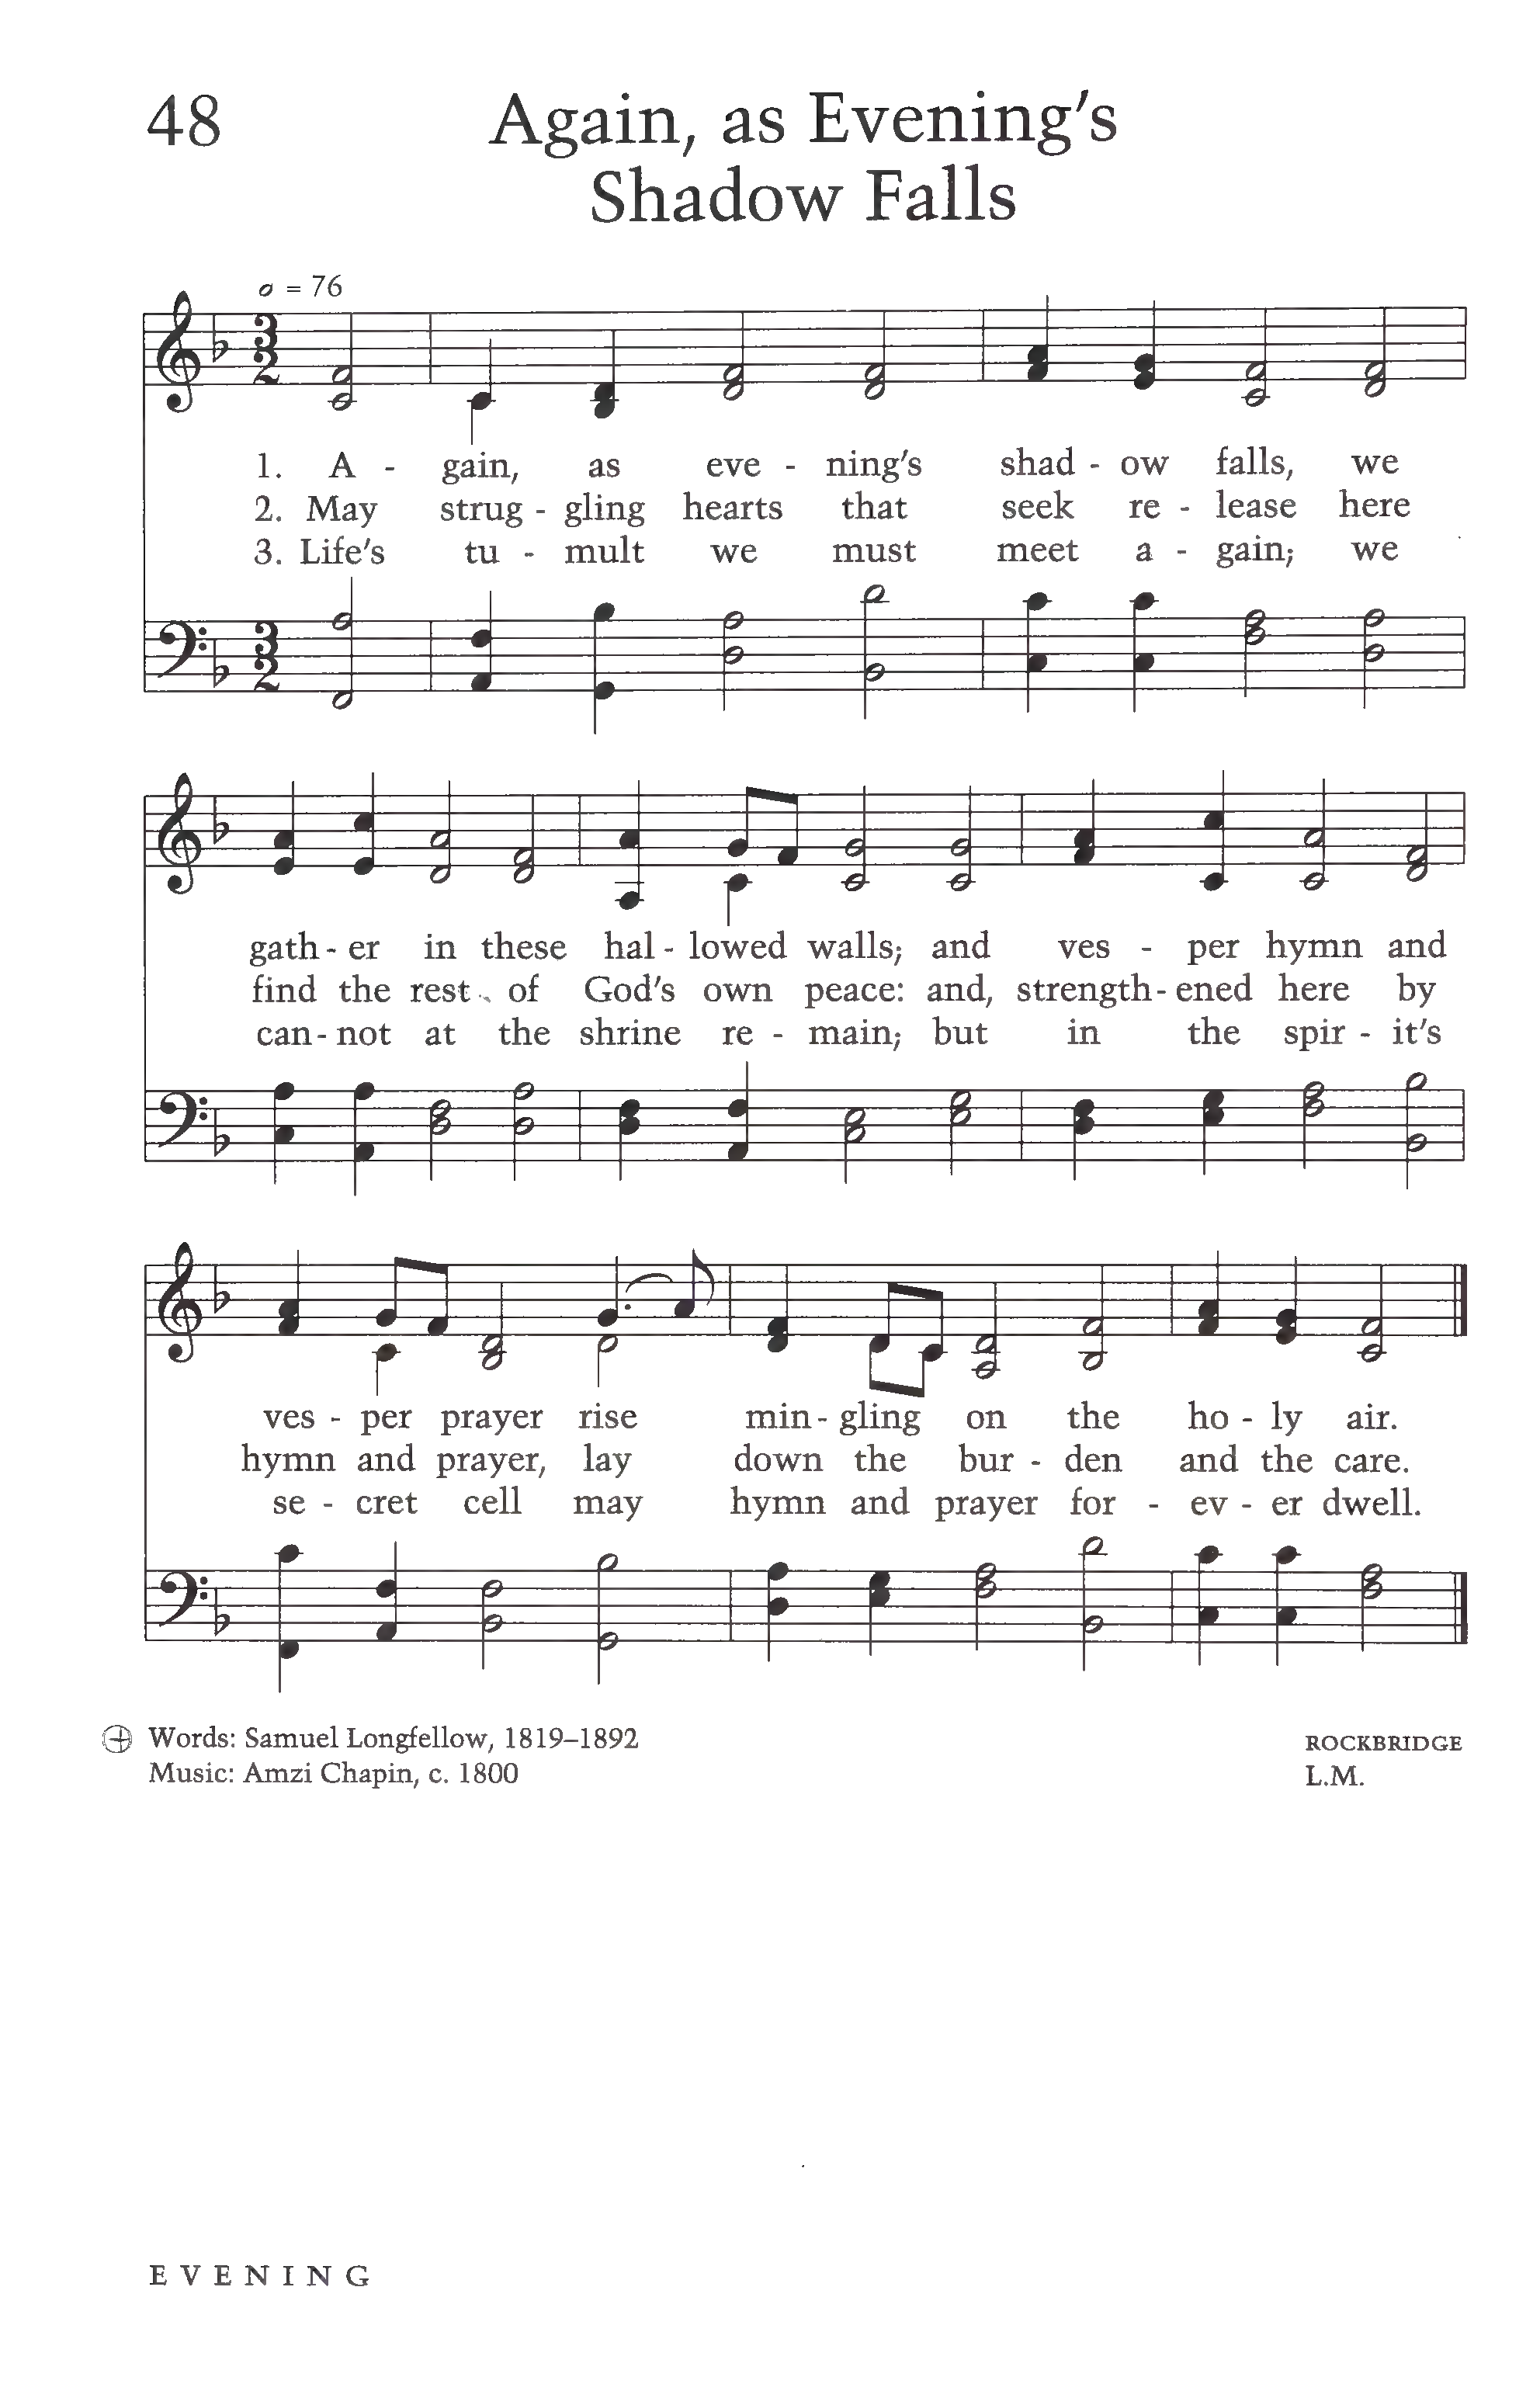 48
Again, as Evening's
Shadow Falls
= 76
3
2
1. A - gain, as eve - ning's shad - ow falls, we
2. May strug - gling hearts that seek re - lease here
3. Life's tu - mult we must meet a - gain; we
3
2
gath - er in these hal - lowed walls; and ves - per hymn and
find the rest of God's own peace: and, strength - ened here by
can - not at the shrine re - main; but in the spir - it's
ves - per prayer rise min - gling on the ho - ly air.
hymn and prayer, lay down the bur - den and the care.
se - cret cell may hymn and prayer for - ev - er dwell.
Words: Samuel Longfellow, 1819–1892
Music: Amzi Chapin, c. 1800
ROCKBRIDGE
L.M.
EVENING